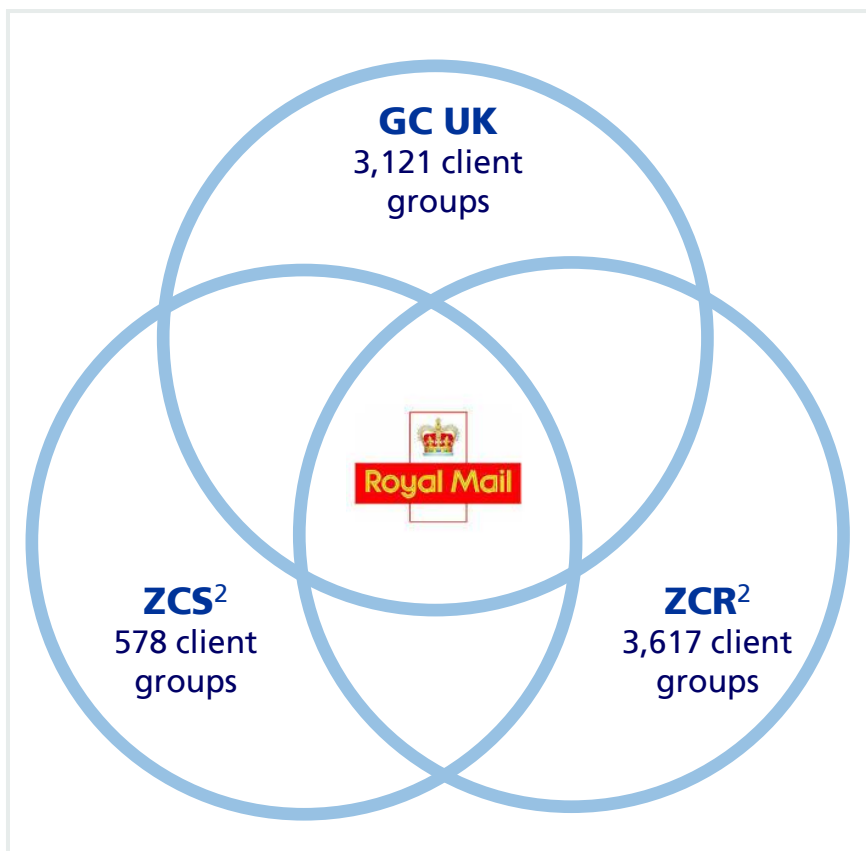 GC UK
3,121 client
groups
Royal Mail
ZCS²
578 client
groups
ZCR²
3,617 client
groups